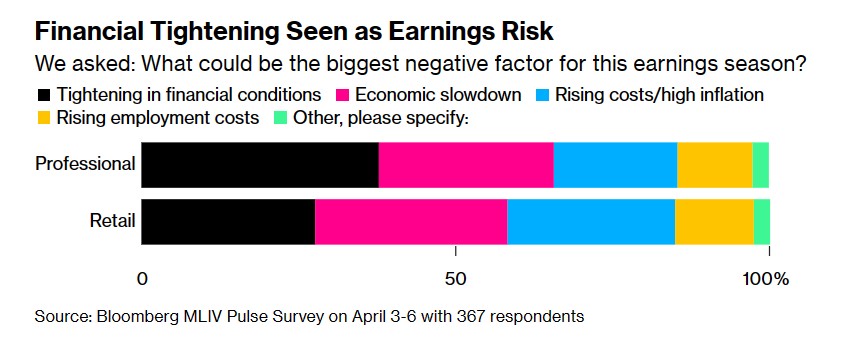 Financial Tightening Seen as Earnings Risk
We asked: What could be the biggest negative factor for this earnings season?
Tightening in financial conditions Economic slowdown Rising costs/high inflation
Rising employment costs Other, please specify:
Professional
Retail
0 50 100%
Source: Bloomberg MLIV Pulse Survey on April 3-6 with 367 respondents